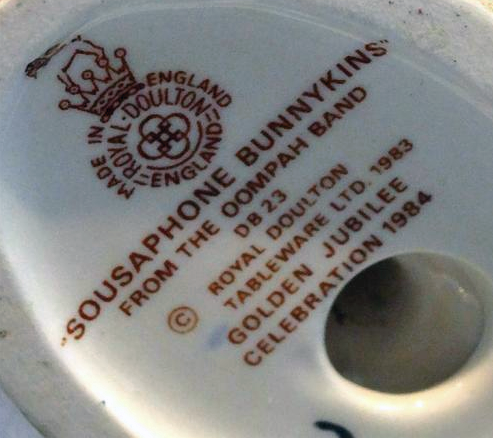 MADE IN ENGLAND
ROYAL·DOULTON
ENGLAND
"SOUSAPHONE BUNNYKINS"
FROM THE OOMPAH BAND
DB 23
© ROYAL DOULTON
TABLEWARE LTD. 1983
GOLDEN JUBILEE
CELEBRATION 1984